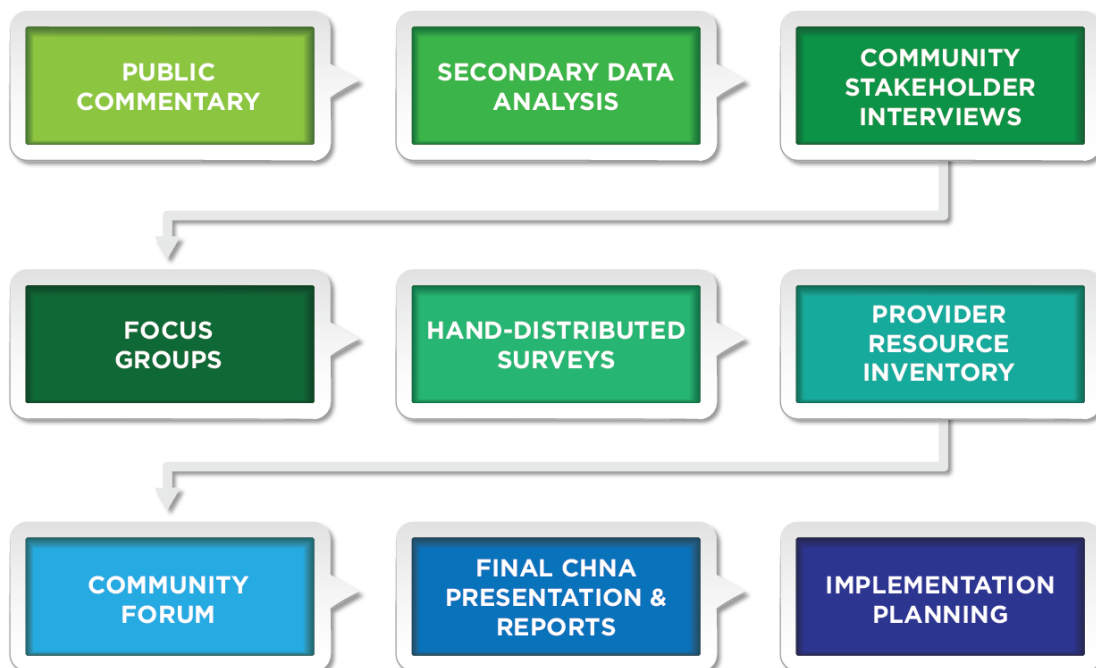 PUBLIC
COMMENTARY
SECONDARY DATA
ANALYSIS
COMMUNITY
STAKEHOLDER
INTERVIEWS
FOCUS
GROUPS
HAND-DISTRIBUTED
SURVEYS
PROVIDER
RESOURCE
INVENTORY
COMMUNITY
FORUM
FINAL CHNA
PRESENTATION &
REPORTS
IMPLEMENTATION
PLANNING